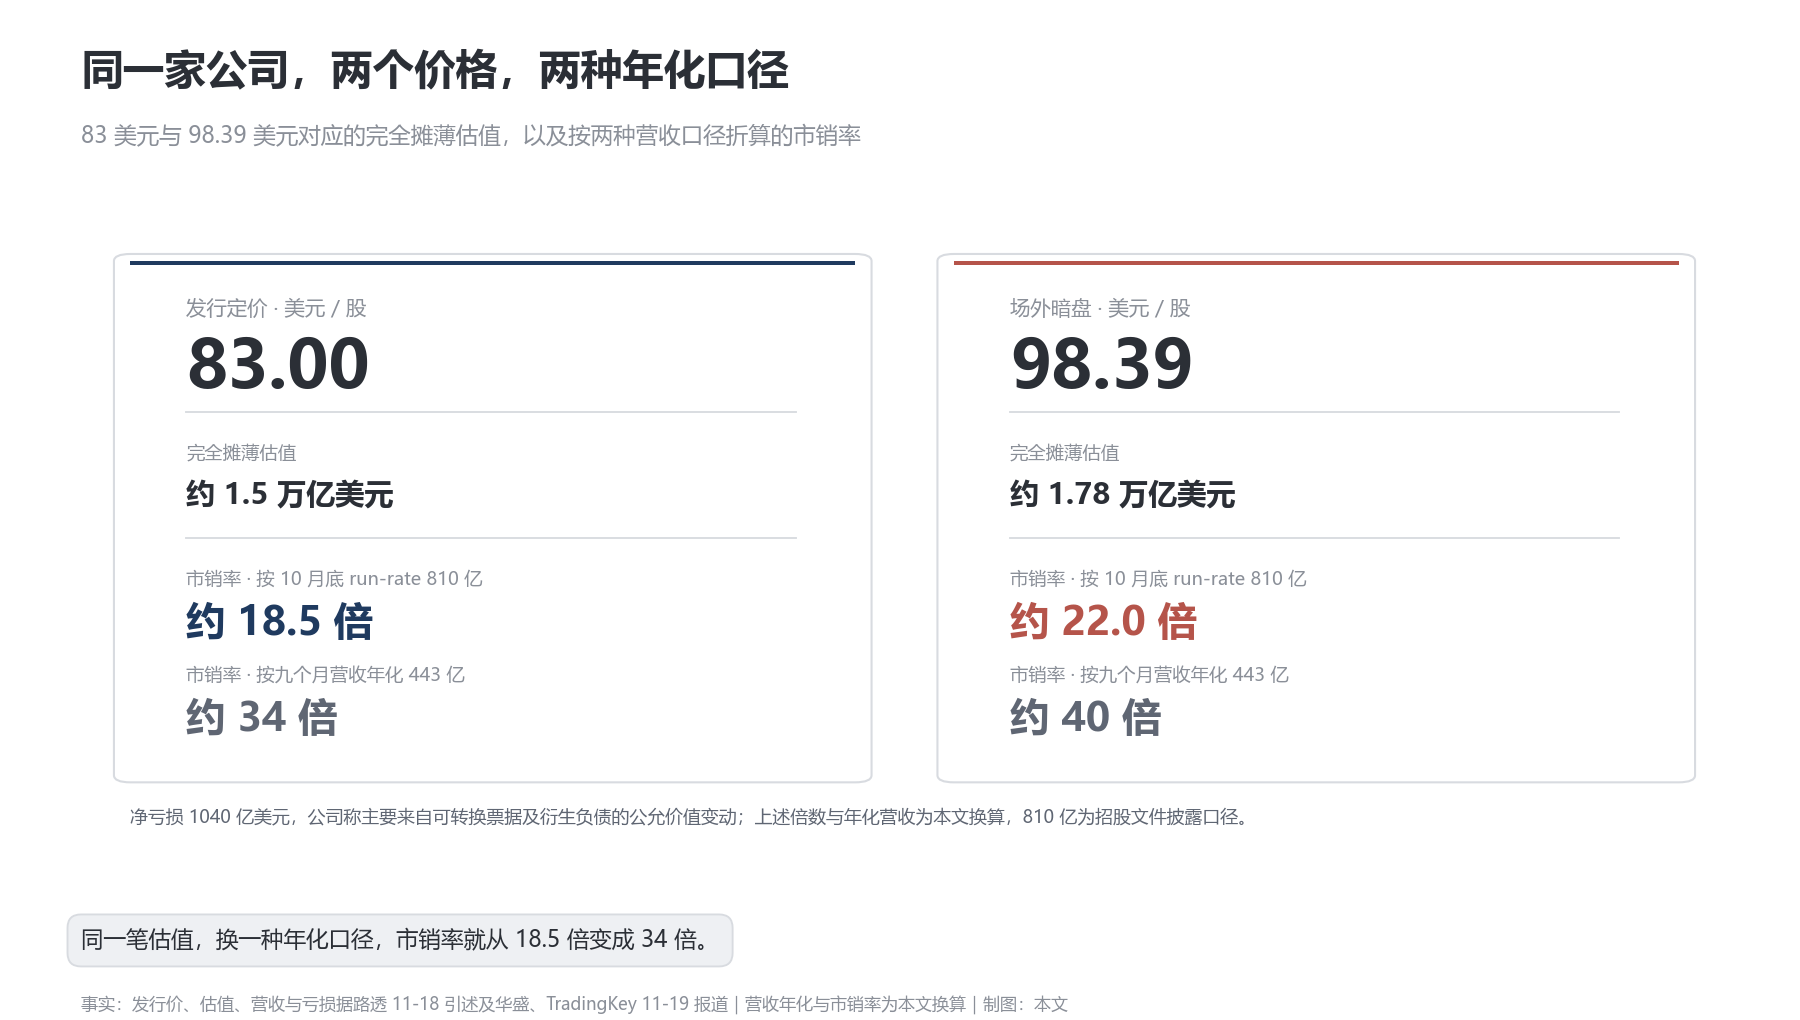 同一家公司，两个价格，两种年化口径
83 美元与 98.39 美元对应的完全摊薄估值，以及按两种营收口径折算的市销率
发行定价 · 美元 / 股
83.00
完全摊薄估值
约 1.5 万亿美元
市销率 · 按 10 月底 run-rate 810 亿
约 18.5 倍
市销率 · 按九个月营收年化 443 亿
约 34 倍
场外暗盘 · 美元 / 股
98.39
完全摊薄估值
约 1.78 万亿美元
市销率 · 按 10 月底 run-rate 810 亿
约 22.0 倍
市销率 · 按九个月营收年化 443 亿
约 40 倍
净亏损 1040 亿美元，公司称主要来自可转换票据及衍生负债的公允价值变动；上述倍数与年化营收为本文换算，810 亿为招股文件披露口径。
同一笔估值，换一种年化口径，市销率就从 18.5 倍变成 34 倍。
事实：发行价、估值、营收与亏损据路透 11-18 引述及华盛、TradingKey 11-19 报道 | 营收年化与市销率为本文换算 | 制图：本文